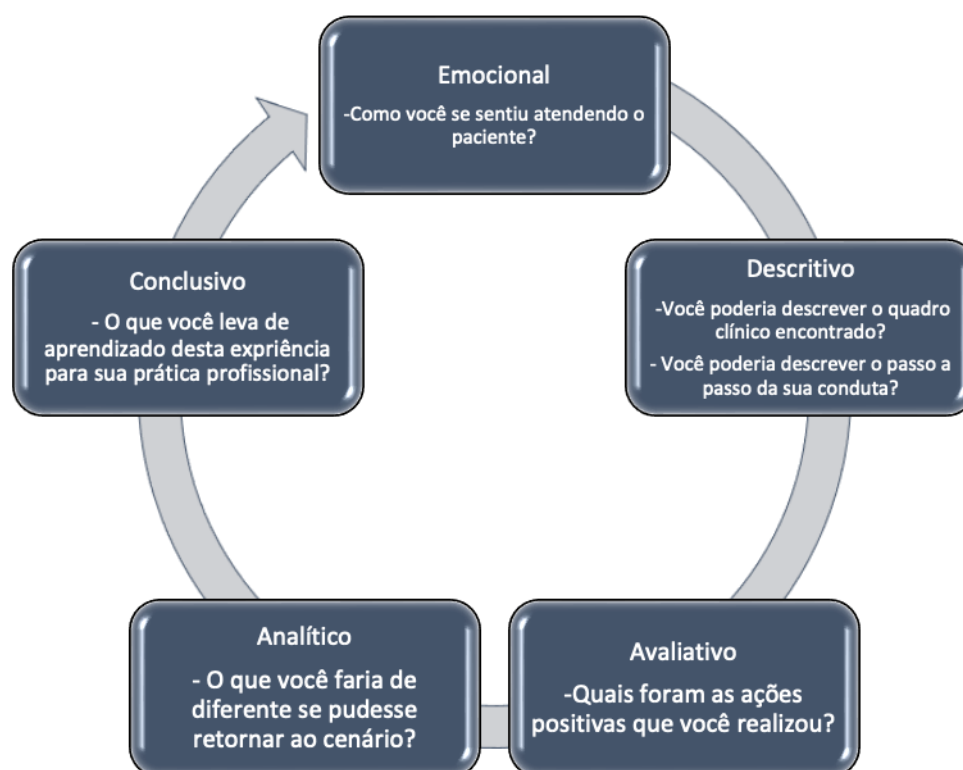 Emocional
-Como você se sentiu atendendo o
paciente?
Descritivo
-Você poderia descrever o quadro
clínico encontrado?
- Você poderia descrever o passo a
passo da sua conduta?
Avaliativo
-Quais foram as ações
positivas que você realizou?
Analítico
- O que você faria de
diferente se pudesse
retornar ao cenário?
Conclusivo
- O que você leva de
aprendizado desta expriência
para sua prática profissional?